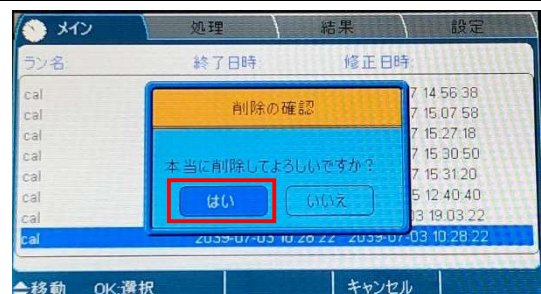 メイン 処理 結果 設定
ラン名: 終了日時: 修正日時:
cal 7 14:56:38
cal 7 15:07:58
cal 7 15:27:18
cal 7 15:30:50
cal 7 15:31:20
cal 5 12:40:40
cal 03 19:03:22
cal 2039-07-03 10:28:22 2039-07-03 10:28:22
削除の確認
本当に削除してよろしいですか?
はい いいえ
移動 OK:選択 キャンセル